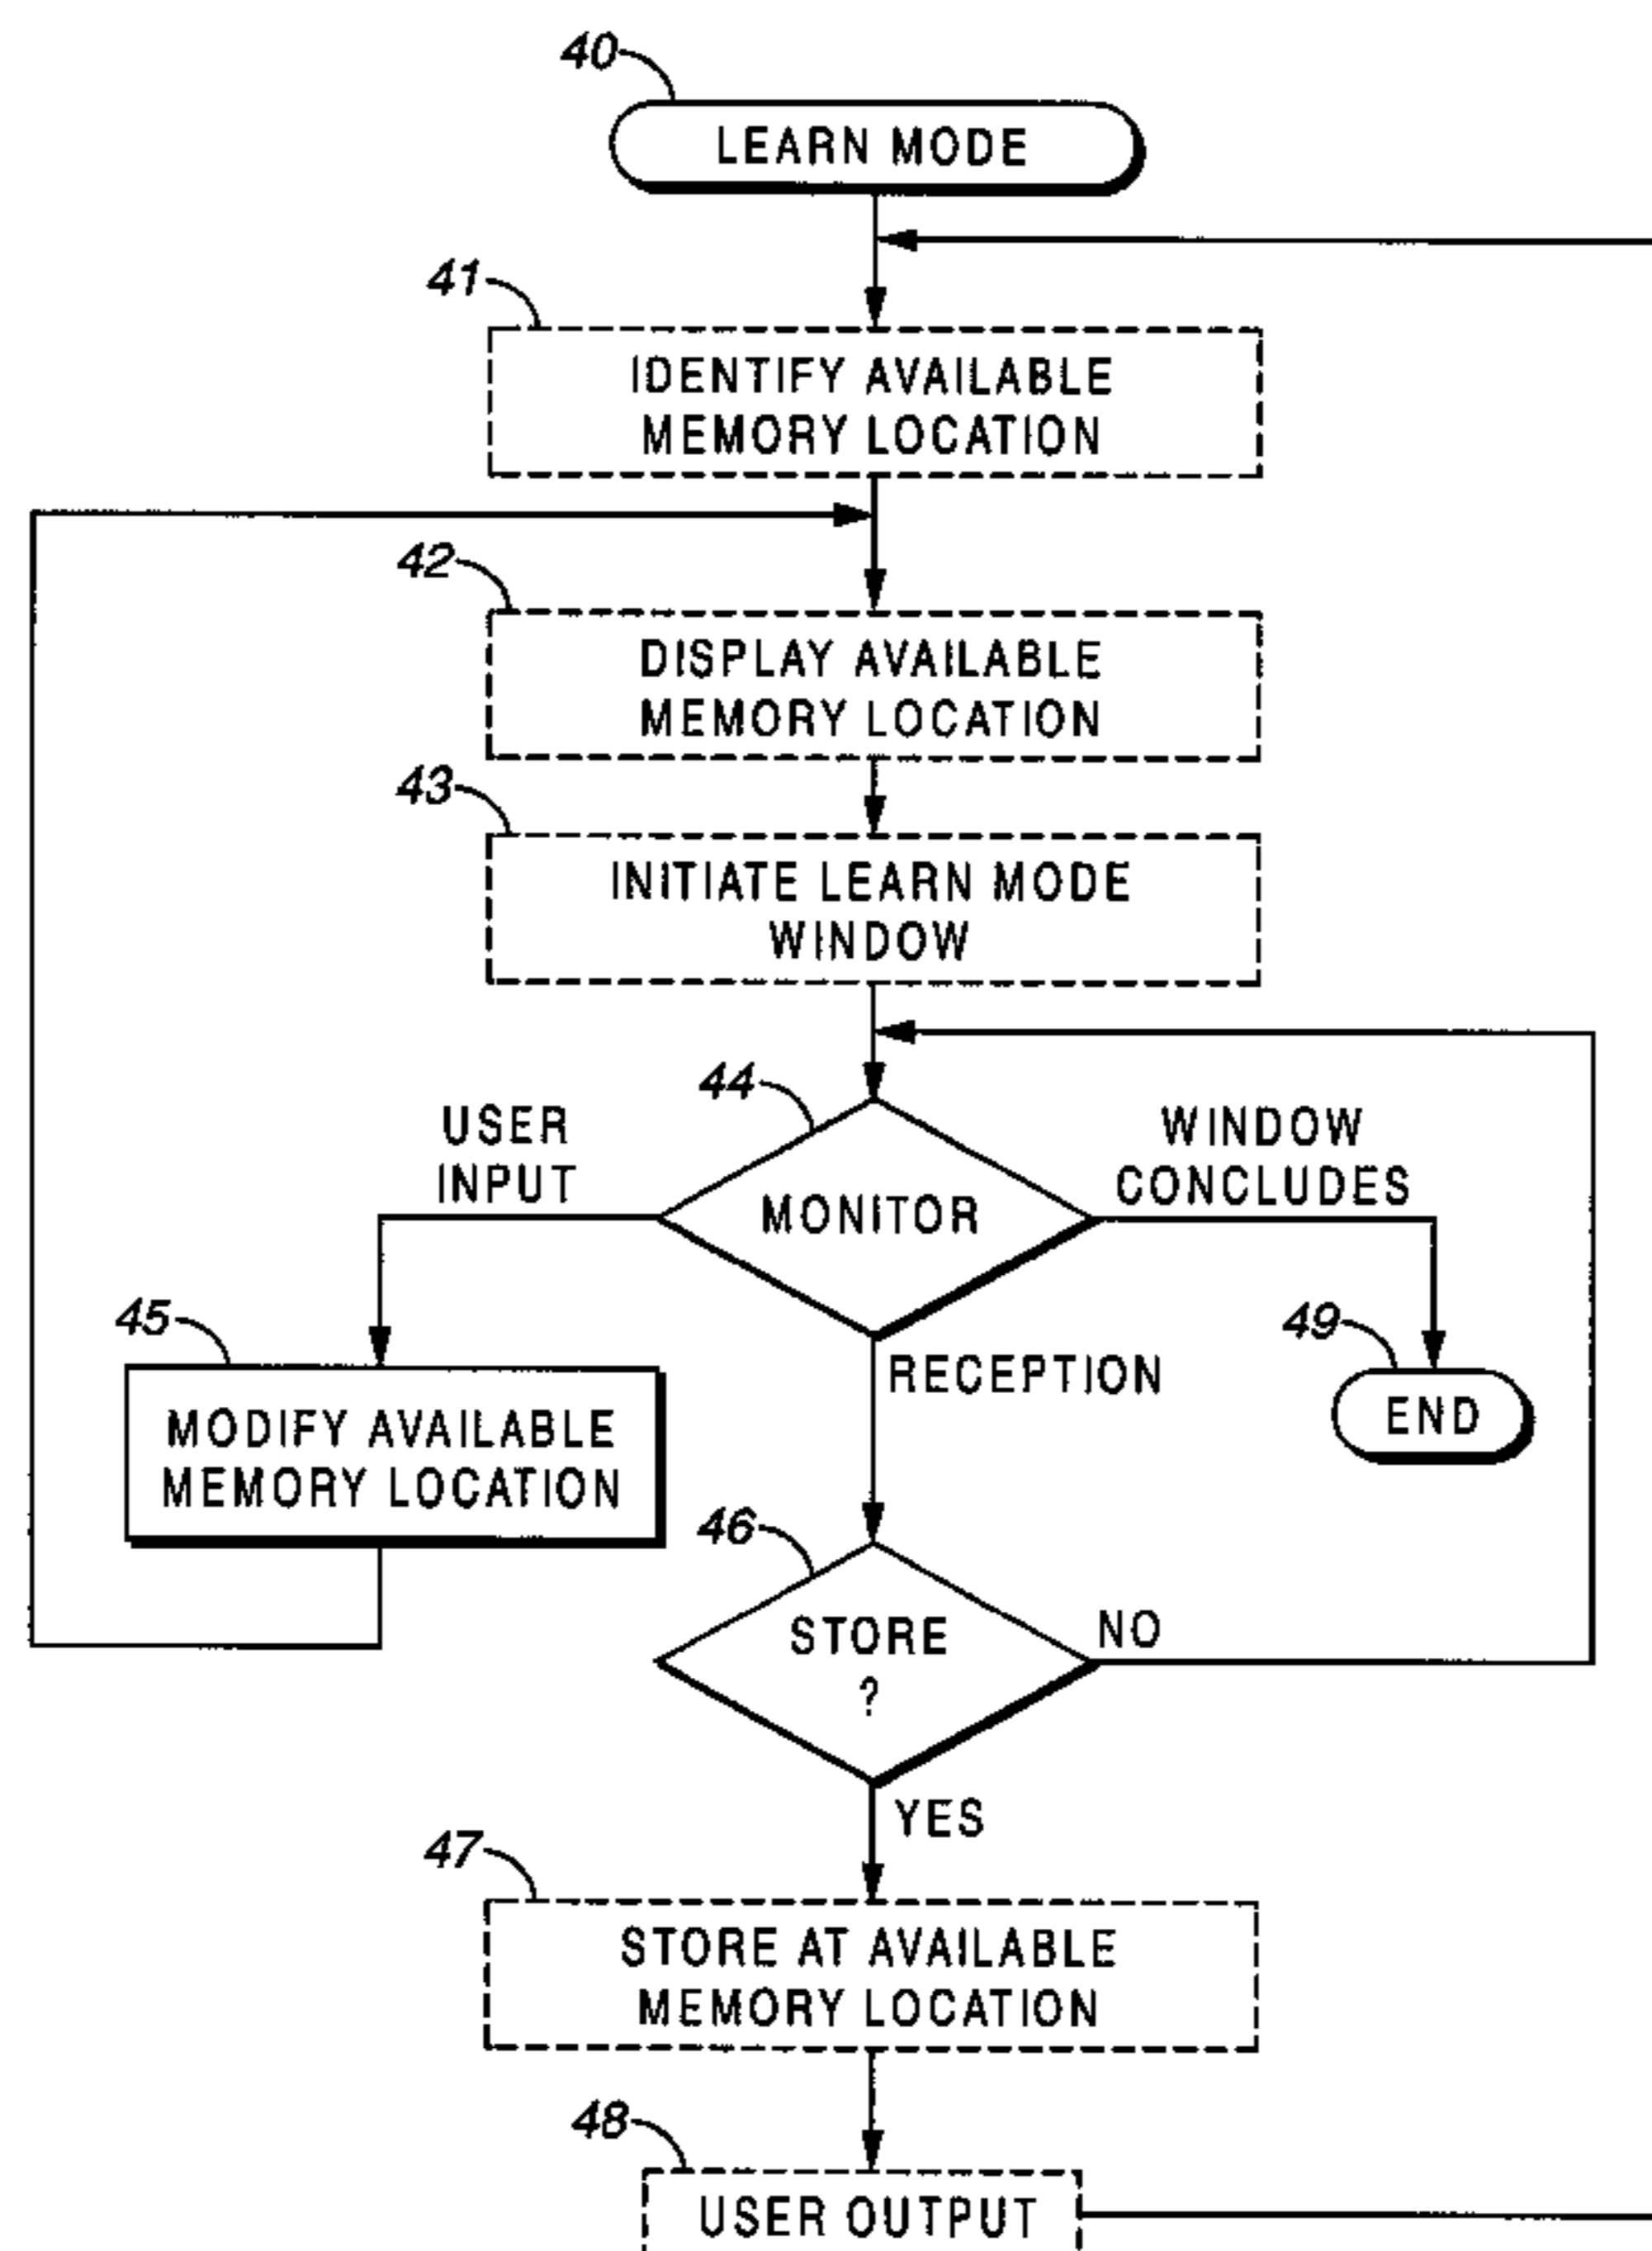 40
LEARN MODE
41
IDENTIFY AVAILABLE
MEMORY LOCATION
42
DISPLAY AVAILABLE
MEMORY LOCATION
43
INITIATE LEARN MODE
WINDOW
44
USER
INPUT
MONITOR
WINDOW
CONCLUDES
45
MODIFY AVAILABLE
MEMORY LOCATION
RECEPTION
49
END
46
STORE
?
NO
YES
47
STORE AT AVAILABLE
MEMORY LOCATION
48
USER OUTPUT